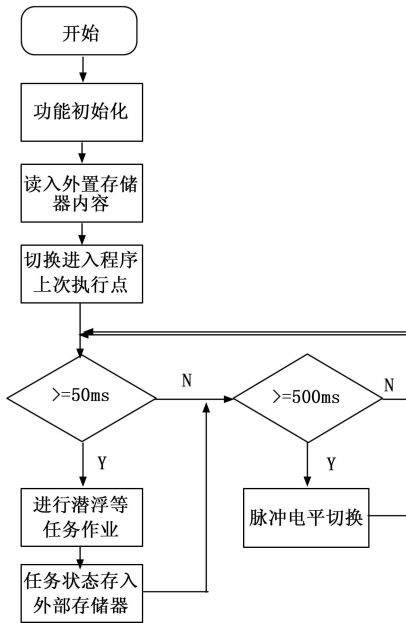 开始
功能初始化
读入外置存储
器内容
切换进入程序
上次执行点
>=50ms
N
>=500ms
N
Y
Y
进行潜浮等
任务作业
脉冲电平切换
任务状态存入
外部存储器